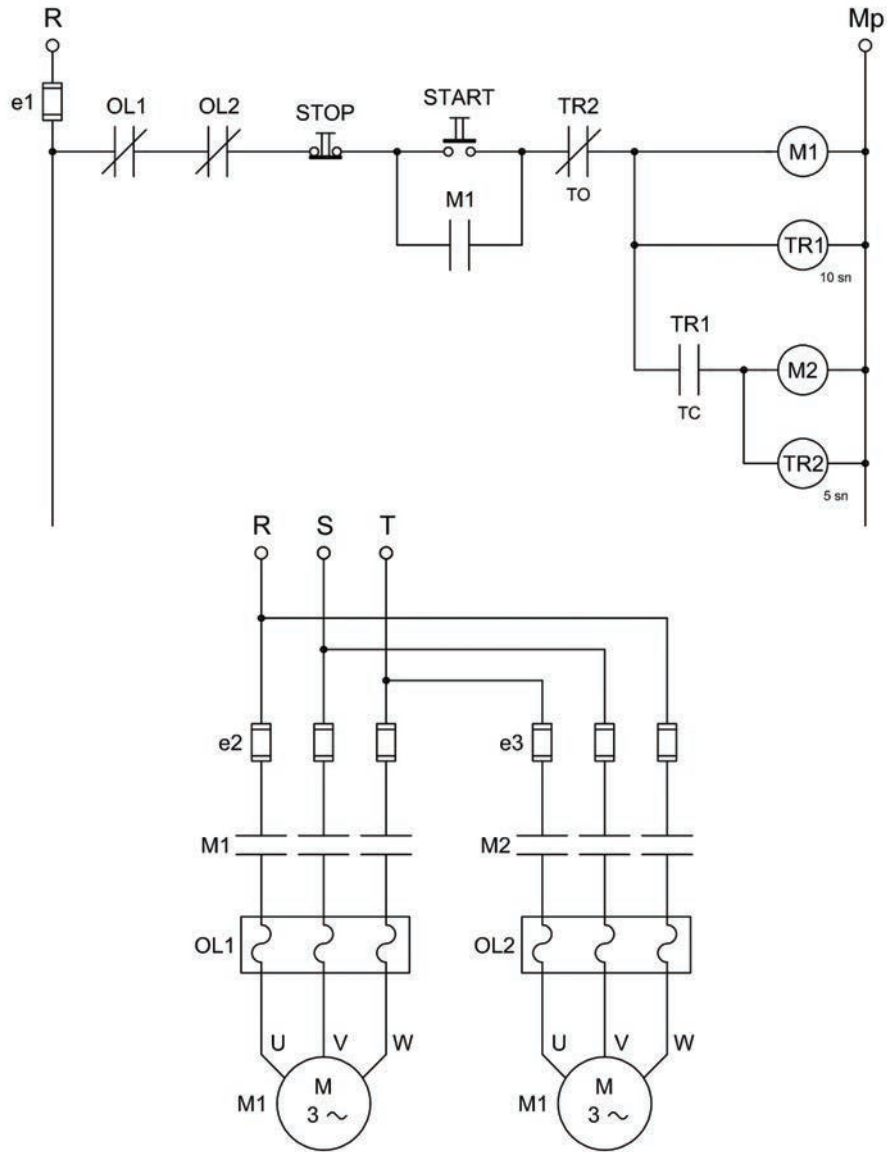 R Mp
e1
OL1 OL2 STOP START TR2
M1
TO
M1
TR1
10 sn
TR1
TC
M2
TR2
5 sn
R S T
e2 e3
M1 M2
OL1 OL2
U V W U V W
M1 M 3 ~ M1 M 3 ~